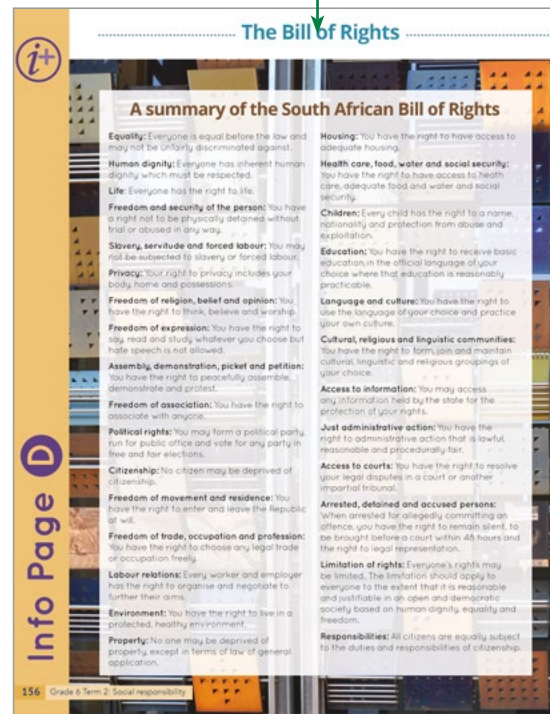 The Bill of Rights
i+
A summary of the South African Bill of Rights
Equality: Everyone is equal before the law and
may not be unfairly discriminated against.
Human dignity: Everyone has inherent human
dignity which must be respected.
Life: Everyone has the right to life.
Freedom and security of the person: You have
a right not to be physically detained without
trial or abused in any way.
Slavery, servitude and forced labour: You may
not be subjected to slavery or forced labour.
Privacy: Your right to privacy includes your
body, home and possessions.
Freedom of religion, belief and opinion: You
have the right to think, believe and worship.
Freedom of expression: You have the right to
say, read and study whatever you choose but
hate speech is not allowed.
Assembly, demonstration, picket and petition:
You have the right to peacefully assemble,
demonstrate and protest.
Freedom of association: You have the right to
associate with anyone.
Political rights: You may form a political party,
run for public office and vote for any party in
free and fair elections.
Citizenship: No citizen may be deprived of
citizenship.
Freedom of movement and residence: You
have the right to enter and leave the Republic
at will.
Freedom of trade, occupation and profession:
You have the right to choose any legal trade
or occupation freely.
Labour relations: Every worker and employer
has the right to organise and negotiate to
further their aims.
Environment: You have the right to live in a
protected, healthy environment.
Property: No one may be deprived of
property, except in terms of law of general
application.
Housing: You have the right to have access to
adequate housing.
Health care, food, water and social security:
You have the right to have access to heath
care, adequate food and water and social
security.
Children: Every child has the right to a name,
nationality and protection from abuse and
exploitation.
Education: You have the right to receive basic
education in the official language of your
choice where that education is reasonably
practicable.
Language and culture: You have the right to
use the language of your choice and practice
your own culture.
Cultural, religious and linguistic communities:
You have the right to form, join and maintain
cultural, linguistic and religious groupings of
your choice.
Access to information: You may access
any information held by the state for the
protection of your rights.
Just administrative action: You have the
right to administrative action that is lawful,
reasonable and procedurally fair.
Access to courts: You have the right to resolve
your legal disputes in a court or another
impartial tribunal.
Arrested, detained and accused persons:
When arrested for allegedly committing an
offence, you have the right to remain silent, to
be brought before a court within 48 hours and
the right to legal representation.
Limitation of rights: Everyone's rights may
be limited. The limitation should apply to
everyone to the extent that it is reasonable
and justifiable in an open and democratic
society based on human dignity, equality and
freedom.
Responsibilities: All citizens are equally subject
to the duties and responsibilities of citizenship.
Info Page D
156 Grade 6 Term 2: Social responsibility